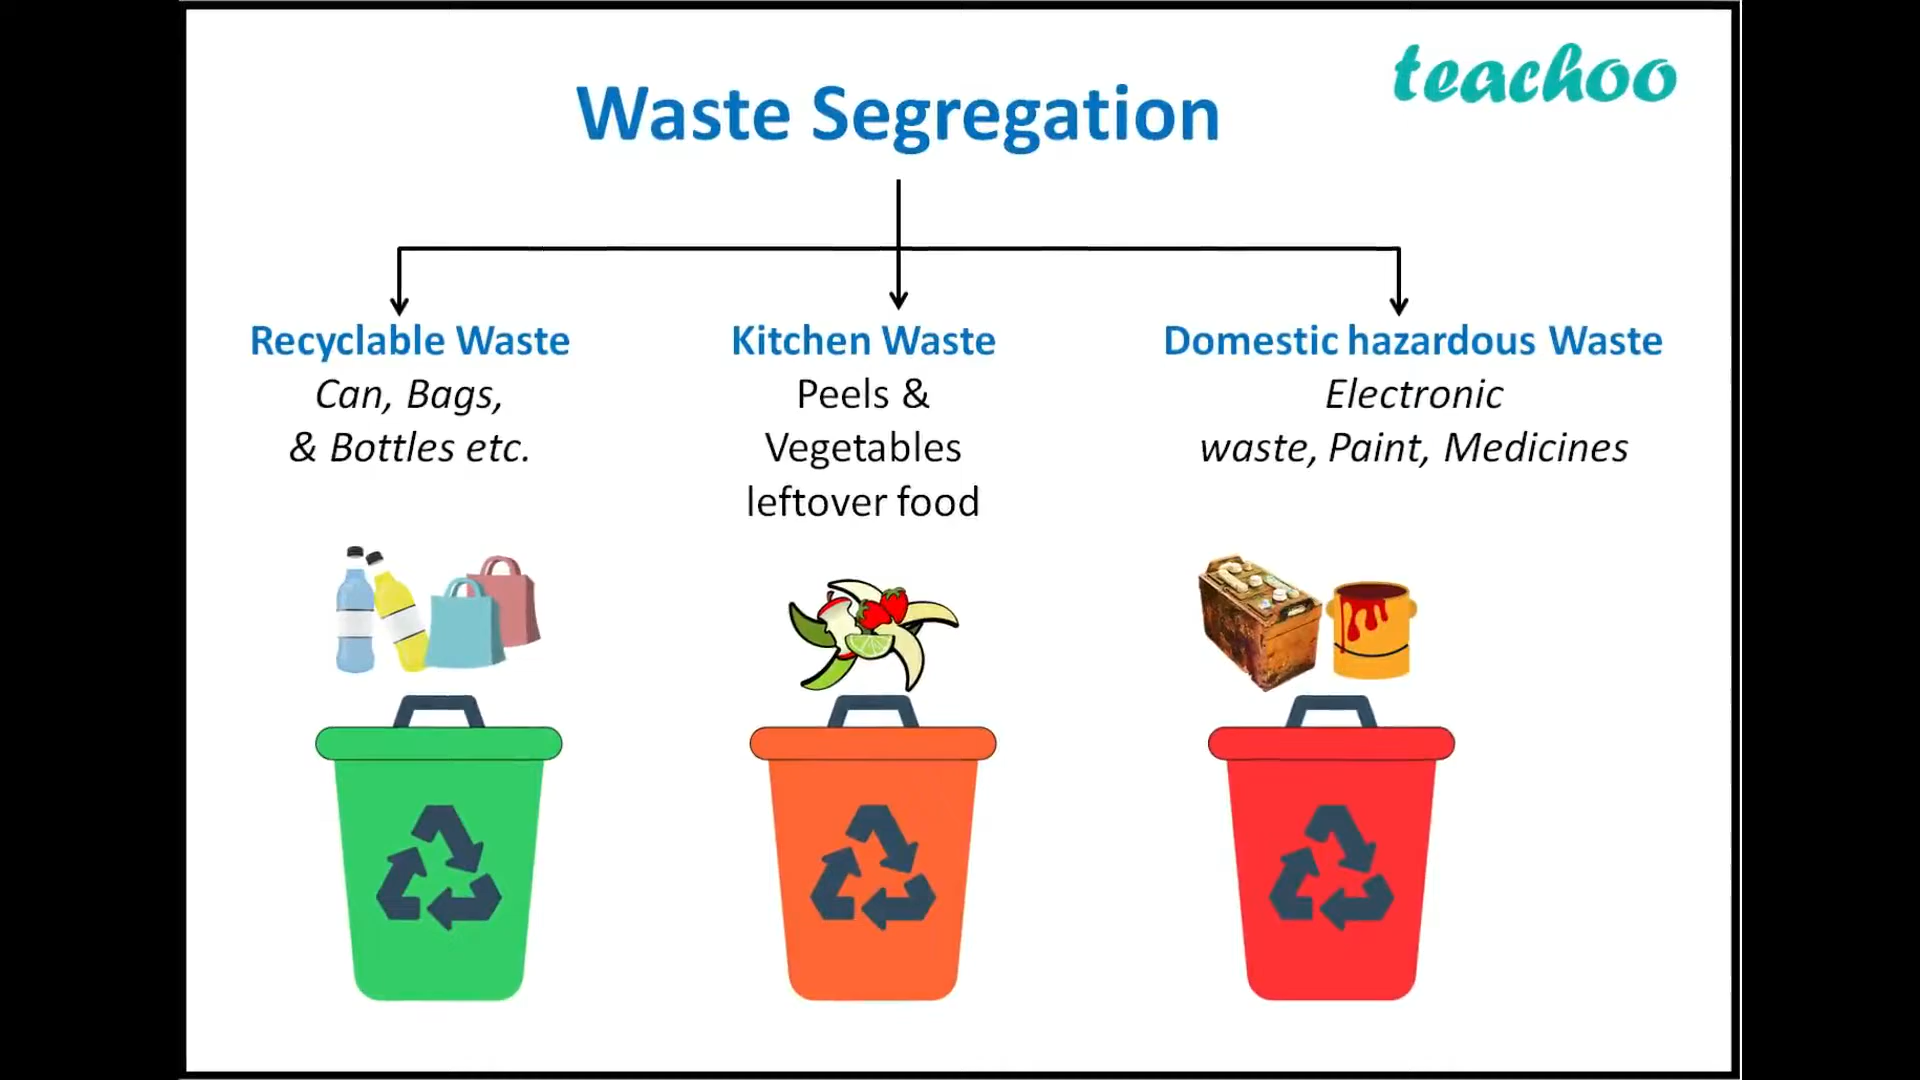 teachoo
Waste Segregation
Recyclable Waste
Can, Bags,
& Bottles etc.
Kitchen Waste
Peels &
Vegetables
leftover food
Domestic hazardous Waste
Electronic
waste, Paint, Medicines